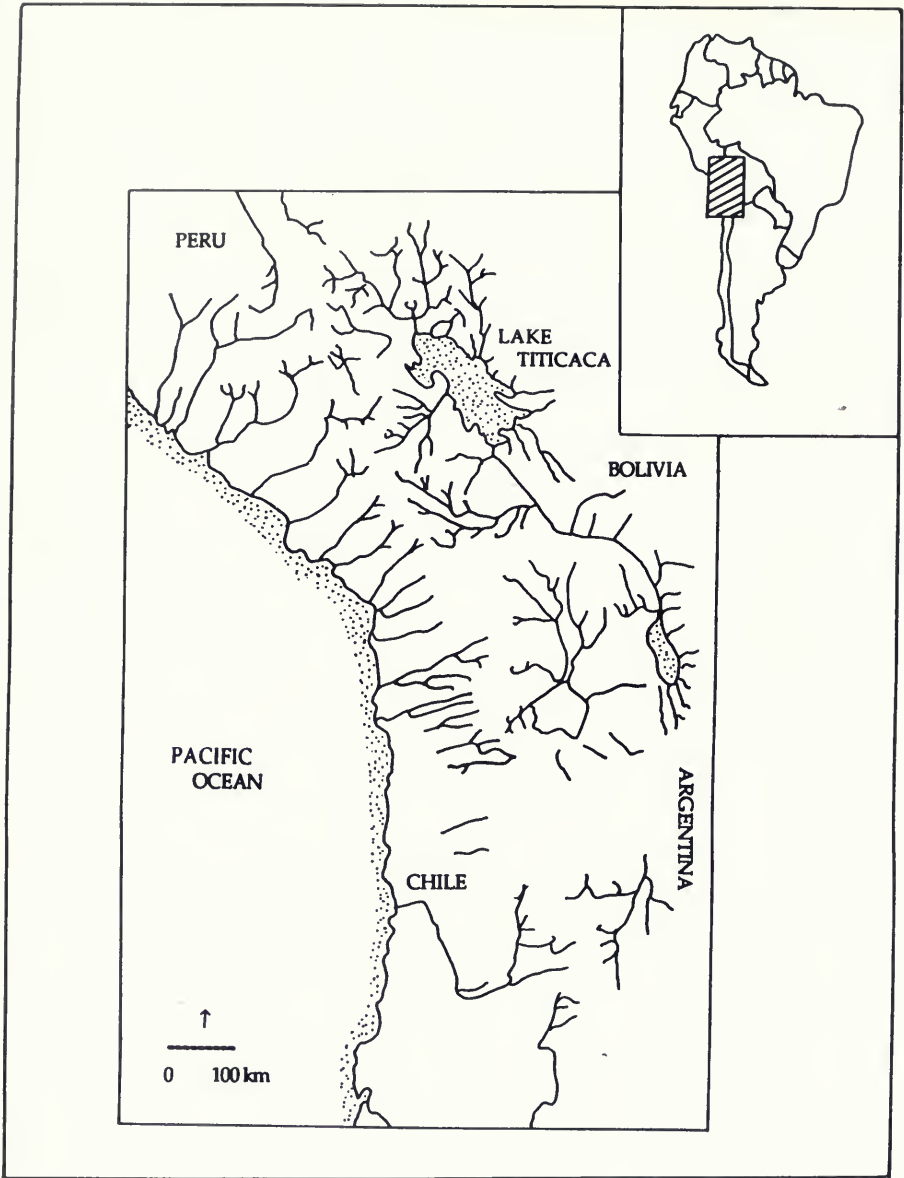 PERU
LAKE
TITICACA
BOLIVIA
PACIFIC
OCEAN
ARGENTINA
CHILE
↑
0 100 km